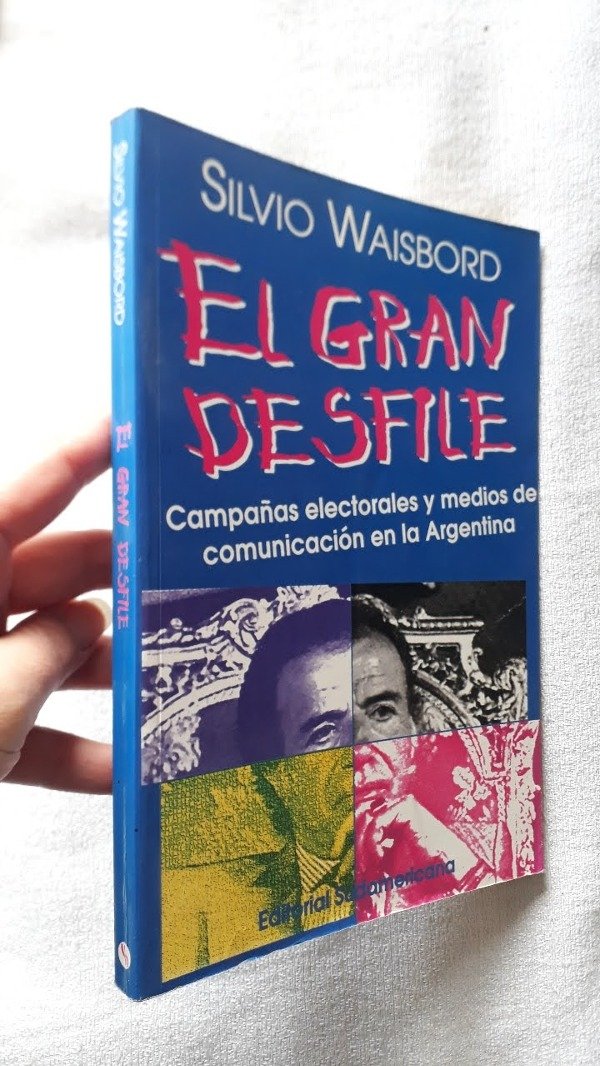 SILVIO WAISBORD
EL GRAN DESFILE
SILVIO WAISBORD
EL GRAN
DESFILE
Campañas electorales y medios de
comunicación en la Argentina
Editorial Sudamericana